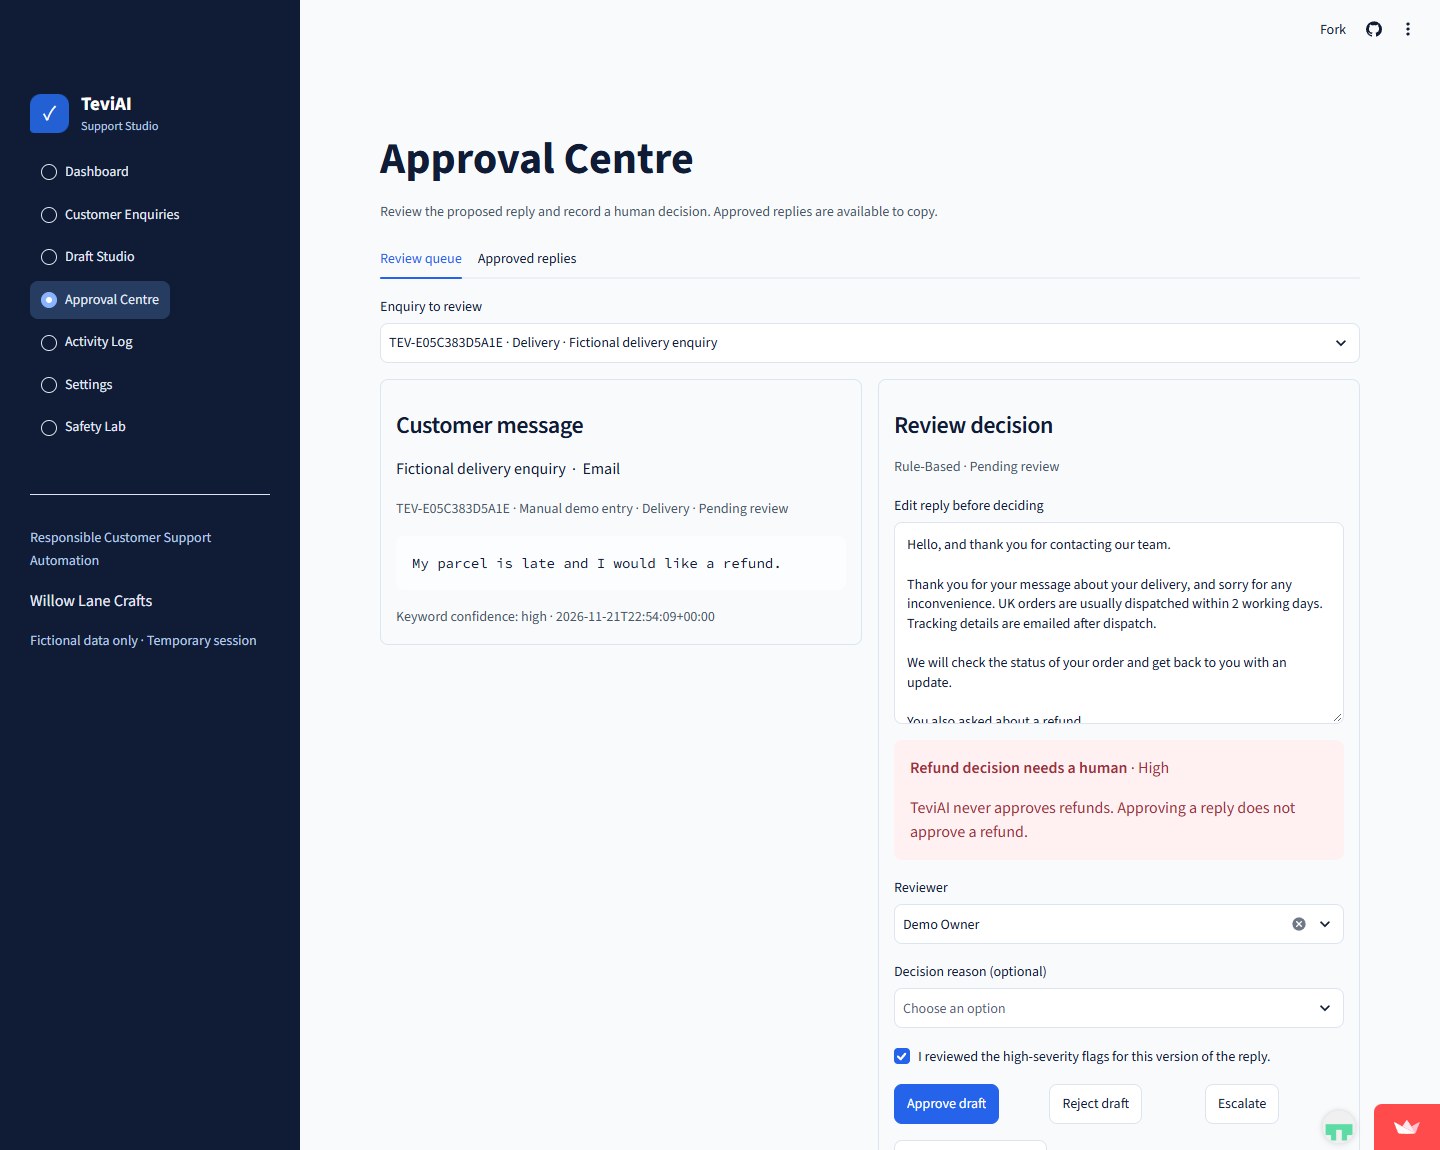 Fork
TeviAI
Support Studio
Dashboard
Customer Enquiries
Draft Studio
Approval Centre
Activity Log
Settings
Safety Lab
Responsible Customer Support
Automation
Willow Lane Crafts
Fictional data only · Temporary session
Approval Centre
Review the proposed reply and record a human decision. Approved replies are available to copy.
Review queue
Approved replies
Enquiry to review
TEV-E05C383D5A1E · Delivery · Fictional delivery enquiry
Customer message
Fictional delivery enquiry · Email
TEV-E05C383D5A1E · Manual demo entry · Delivery · Pending review
My parcel is late and I would like a refund.
Keyword confidence: high · 2026-11-21T22:54:09+00:00
Review decision
Rule-Based · Pending review
Edit reply before deciding
Hello, and thank you for contacting our team.
Thank you for your message about your delivery, and sorry for any
inconvenience. UK orders are usually dispatched within 2 working days.
Tracking details are emailed after dispatch.
We will check the status of your order and get back to you with an
update.
You also asked about a refund
Refund decision needs a human · High
TeviAI never approves refunds. Approving a reply does not
approve a refund.
Reviewer
Demo Owner
Decision reason (optional)
Choose an option
I reviewed the high-severity flags for this version of the reply.
Approve draft
Reject draft
Escalate